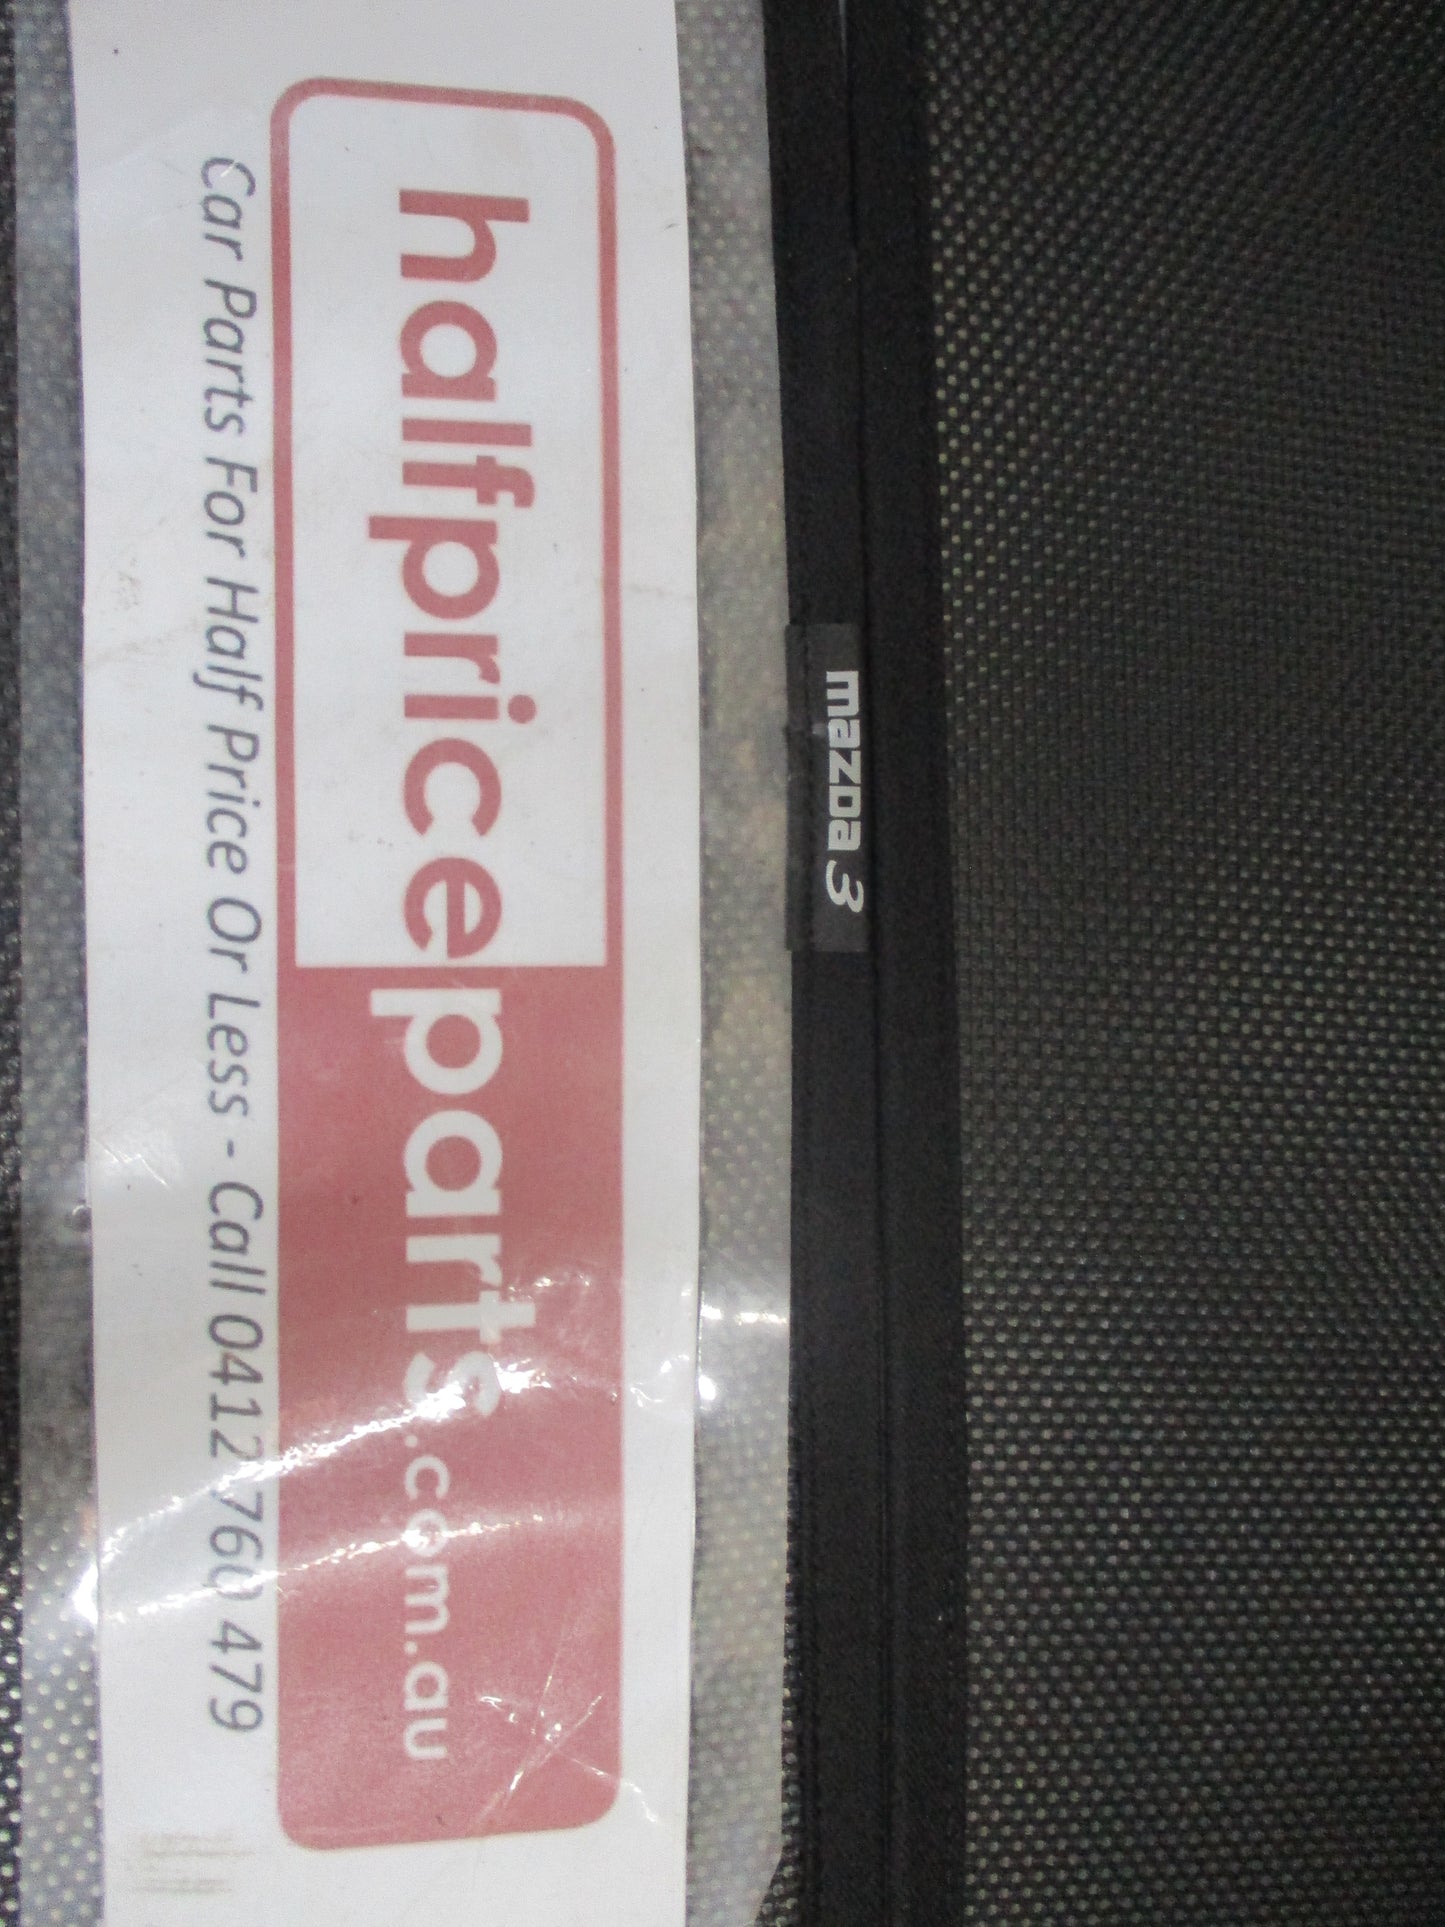 halfpriceparts.com.au
Car Parts For Half Price Or Less - Call 0412 760 479
mazda 3